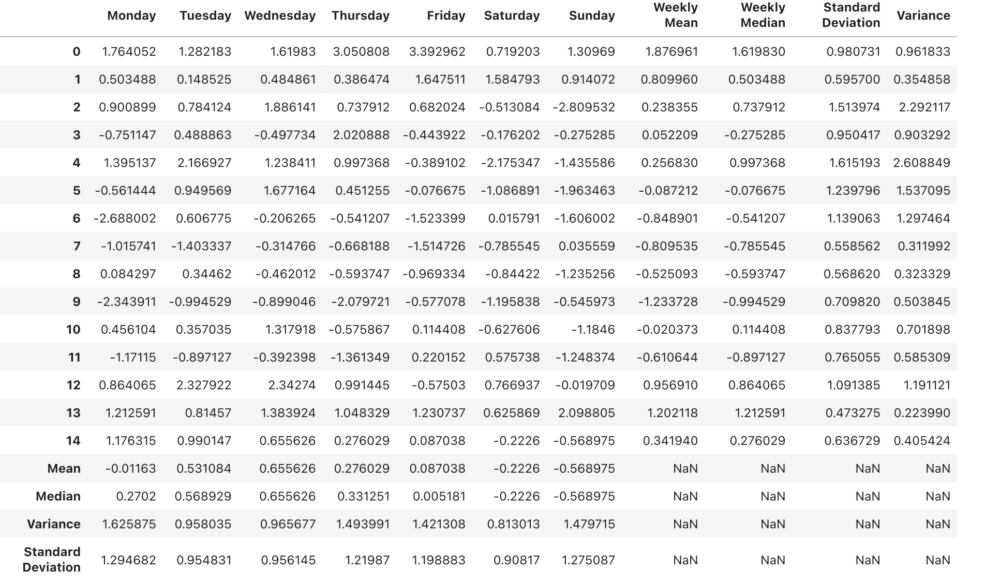 Monday Tuesday Wednesday Thursday Friday Saturday Sunday Weekly Mean Weekly Median Standard Deviation Variance
0 1.764052 1.282183 1.61983 3.050808 3.392962 0.719203 1.30969 1.876961 1.619830 0.980731 0.961833
1 0.503488 0.148525 0.484861 0.386474 1.647511 1.584793 0.914072 0.809960 0.503488 0.595700 0.354858
2 0.900899 0.784124 1.886141 0.737912 0.682024 -0.513084 -2.809532 0.238355 0.737912 1.513974 2.292117
3 -0.751147 0.488863 -0.497734 2.020888 -0.443922 -0.176202 -0.275285 0.052209 -0.275285 0.950417 0.903292
4 1.395137 2.166927 1.238411 0.997368 -0.389102 -2.175347 -1.435586 0.256830 0.997368 1.615193 2.608849
5 -0.561444 0.949569 1.677164 0.451255 -0.076675 -1.086891 -1.963463 -0.087212 -0.076675 1.239796 1.537095
6 -2.688002 0.606775 -0.206265 -0.541207 -1.523399 0.015791 -1.606002 -0.848901 -0.541207 1.139063 1.297464
7 -1.015741 -1.403337 -0.314766 -0.668188 -1.514726 -0.785545 0.035559 -0.809535 -0.785545 0.558562 0.311992
8 0.084297 0.34462 -0.462012 -0.593747 -0.969334 -0.84422 -1.235256 -0.525093 -0.593747 0.568620 0.323329
9 -2.343911 -0.994529 -0.899046 -2.079721 -0.577078 -1.195838 -0.545973 -1.233728 -0.994529 0.709820 0.503845
10 0.456104 0.357035 1.317918 -0.575867 0.114408 -0.627606 -1.1846 -0.020373 0.114408 0.837793 0.701898
11 -1.17115 -0.897127 -0.392398 -1.361349 0.220152 0.575738 -1.248374 -0.610644 -0.897127 0.765055 0.585309
12 0.864065 2.327922 2.34274 0.991445 -0.57503 0.766937 -0.019709 0.956910 0.864065 1.091385 1.191121
13 1.212591 0.81457 1.383924 1.048329 1.230737 0.625869 2.098805 1.202118 1.212591 0.473275 0.223990
14 1.176315 0.990147 0.655626 0.276029 0.087038 -0.2226 -0.568975 0.341940 0.276029 0.636729 0.405424
Mean -0.01163 0.531084 0.655626 0.276029 0.087038 -0.2226 -0.568975 NaN NaN NaN NaN
Median 0.2702 0.568929 0.655626 0.331251 0.005181 -0.2226 -0.568975 NaN NaN NaN NaN
Variance 1.625875 0.958035 0.965677 1.493991 1.421308 0.813013 1.479715 NaN NaN NaN NaN
Standard Deviation 1.294682 0.954831 0.956145 1.21987 1.198883 0.90817 1.275087 NaN NaN NaN NaN